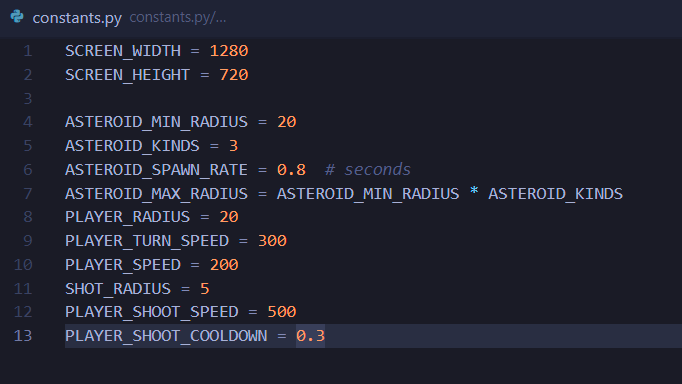 constants.py constants.py/...
1 SCREEN_WIDTH = 1280
2 SCREEN_HEIGHT = 720
3
4 ASTEROID_MIN_RADIUS = 20
5 ASTEROID_KINDS = 3
6 ASTEROID_SPAWN_RATE = 0.8  # seconds
7 ASTEROID_MAX_RADIUS = ASTEROID_MIN_RADIUS * ASTEROID_KINDS
8 PLAYER_RADIUS = 20
9 PLAYER_TURN_SPEED = 300
10 PLAYER_SPEED = 200
11 SHOT_RADIUS = 5
12 PLAYER_SHOOT_SPEED = 500
13 PLAYER_SHOOT_COOLDOWN = 0.3